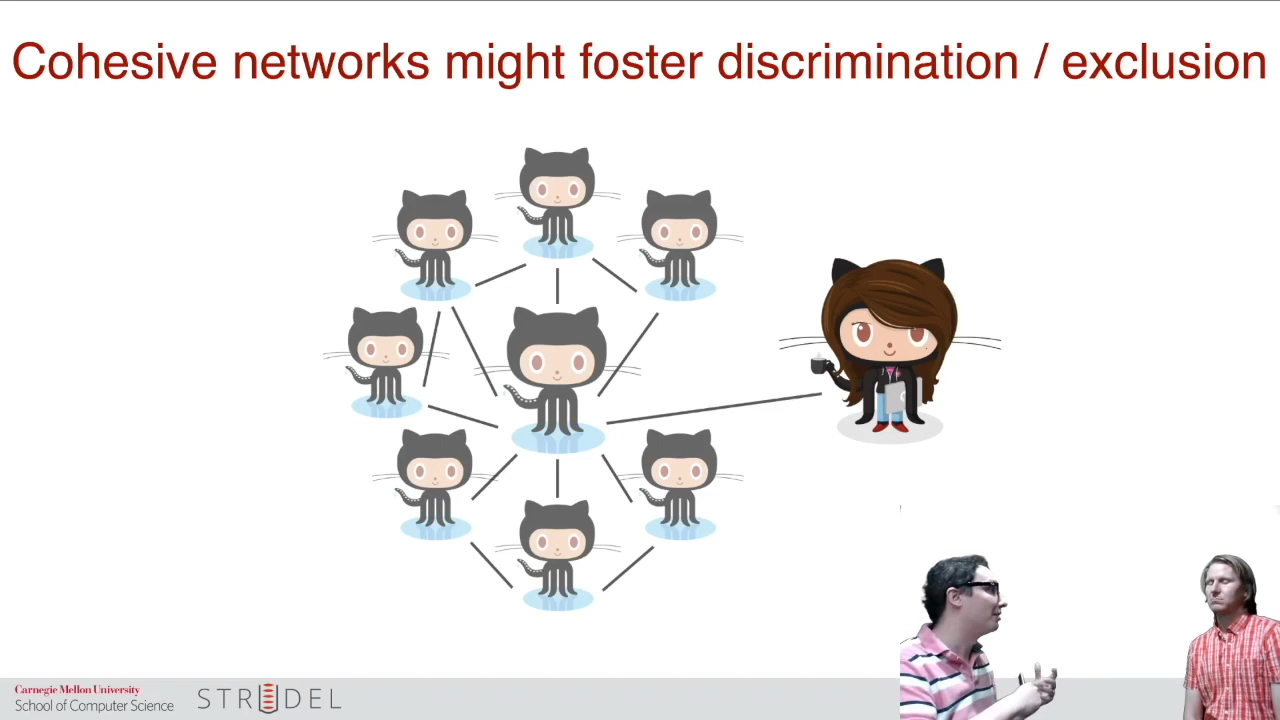 Cohesive networks might foster discrimination / exclusion
Carnegie Mellon University
School of Computer Science
STRUDEL